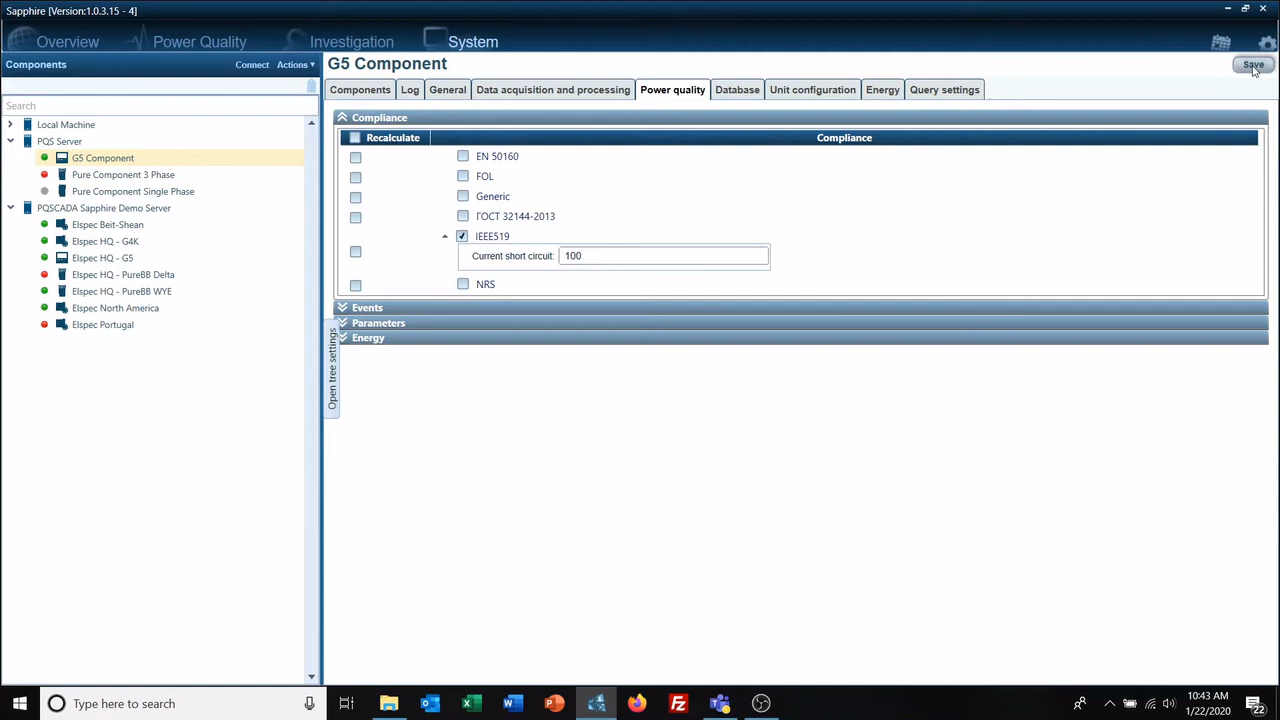 Sapphire [Version:1.0.3.15 - 4]
Overview
Power Quality
Investigation
System
Components
Connect
Actions
G5 Component
Save
Components
Log
General
Data acquisition and processing
Power quality
Database
Unit configuration
Energy
Query settings
Search
Local Machine
PQS Server
G5 Component
Pure Component 3 Phase
Pure Component Single Phase
PQSCADA Sapphire Demo Server
Elspec Beit-Shean
Elspec HQ - G4K
Elspec HQ - G5
Elspec HQ - PureBB Delta
Elspec HQ - PureBB WYE
Elspec North America
Elspec Portugal
Open tree settings
Compliance
Recalculate
Compliance
EN 50160
FOL
Generic
ГОСТ 32144-2013
IEEE519
Current short circuit: 100
NRS
Events
Parameters
Energy
Type here to search
10:43 AM
1/22/2020
22